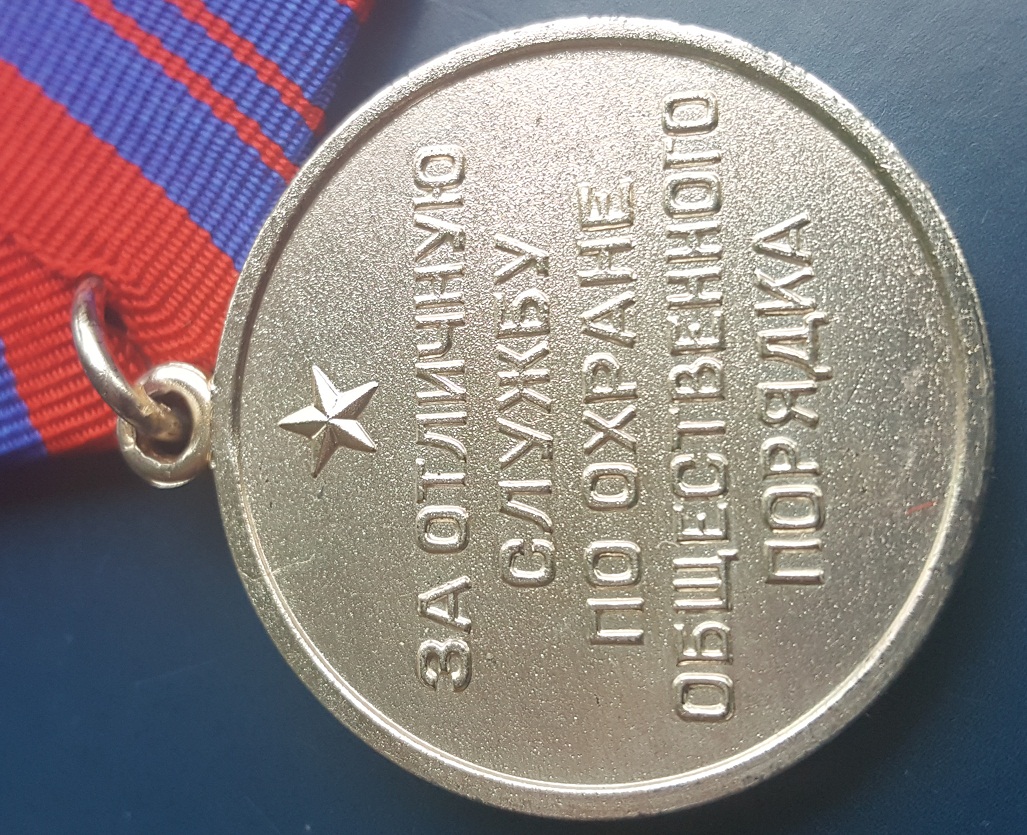 ЗА ОТЛИЧНУЮ
СЛУЖБУ
ПО ОХРАНЕ
ОБЩЕСТВЕННОГО
ПОРЯДКА